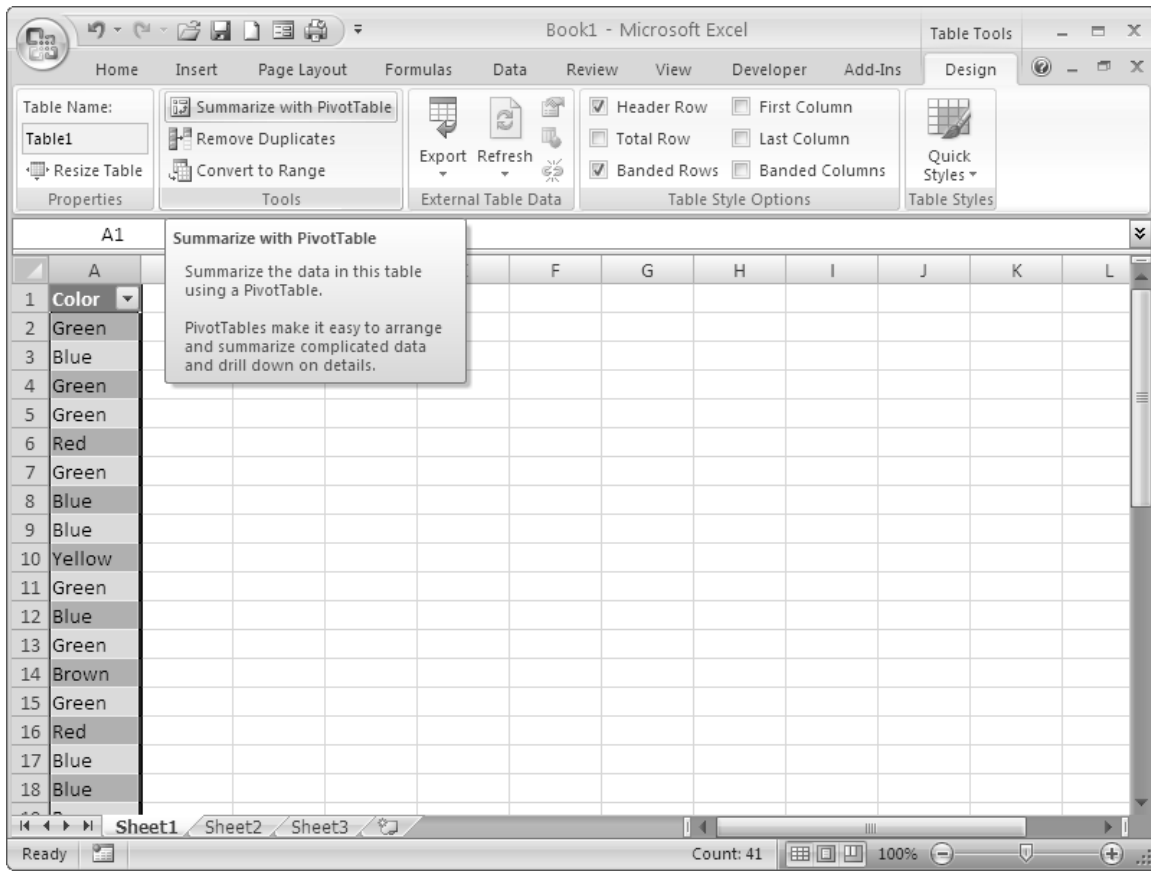 Book1 - Microsoft Excel
Table Tools
Home Insert Page Layout Formulas Data Review View Developer Add-Ins Design
Table Name:
Table1
Resize Table
Properties
Summarize with PivotTable
Remove Duplicates
Convert to Range
Tools
Export Refresh
External Table Data
Header Row First Column
Total Row Last Column
Banded Rows Banded Columns
Table Style Options
Quick
Styles
Table Styles
A1
Summarize with PivotTable
Summarize the data in this table
using a PivotTable.
PivotTables make it easy to arrange
and summarize complicated data
and drill down on details.
A F G H I J K L
1 Color
2 Green
3 Blue
4 Green
5 Green
6 Red
7 Green
8 Blue
9 Blue
10 Yellow
11 Green
12 Blue
13 Green
14 Brown
15 Green
16 Red
17 Blue
18 Blue
Sheet1 Sheet2 Sheet3
Ready Count: 41 100%